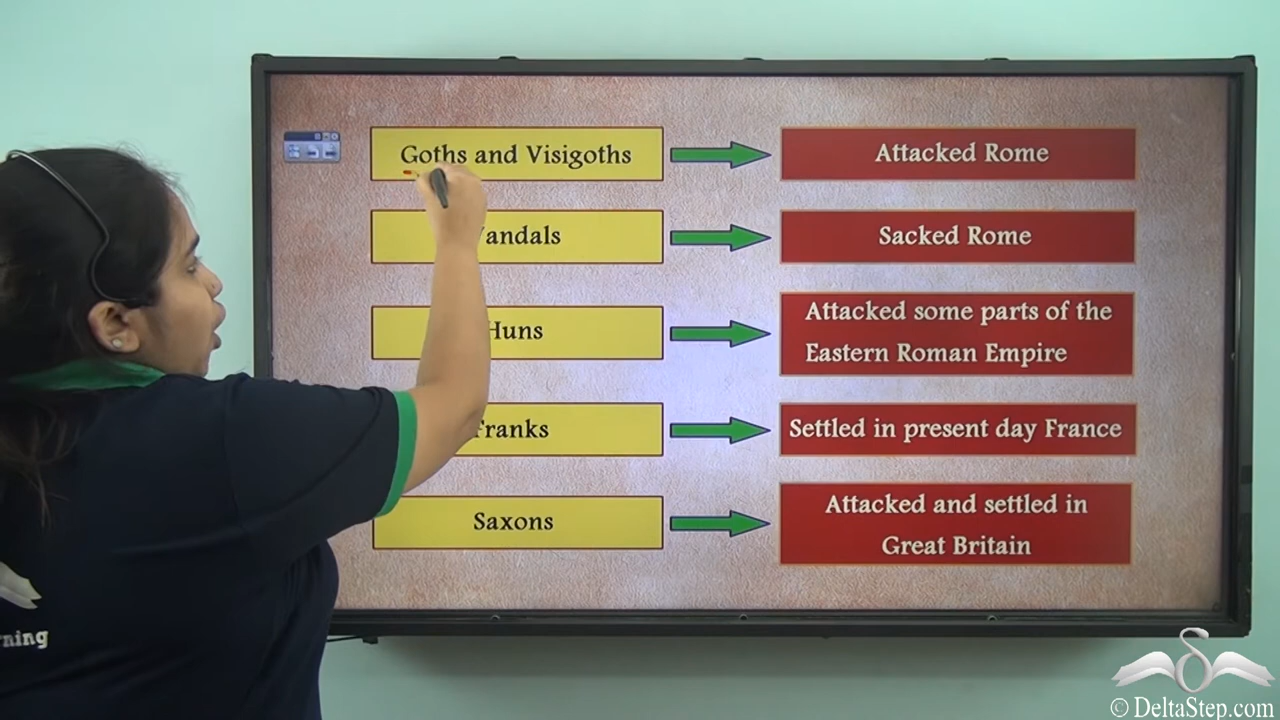 Goths and Visigoths
Attacked Rome
Vandals
Sacked Rome
Huns
Attacked some parts of the
Eastern Roman Empire
Franks
Settled in present day France
Saxons
Attacked and settled in
Great Britain
rning
© DeltaStep.com